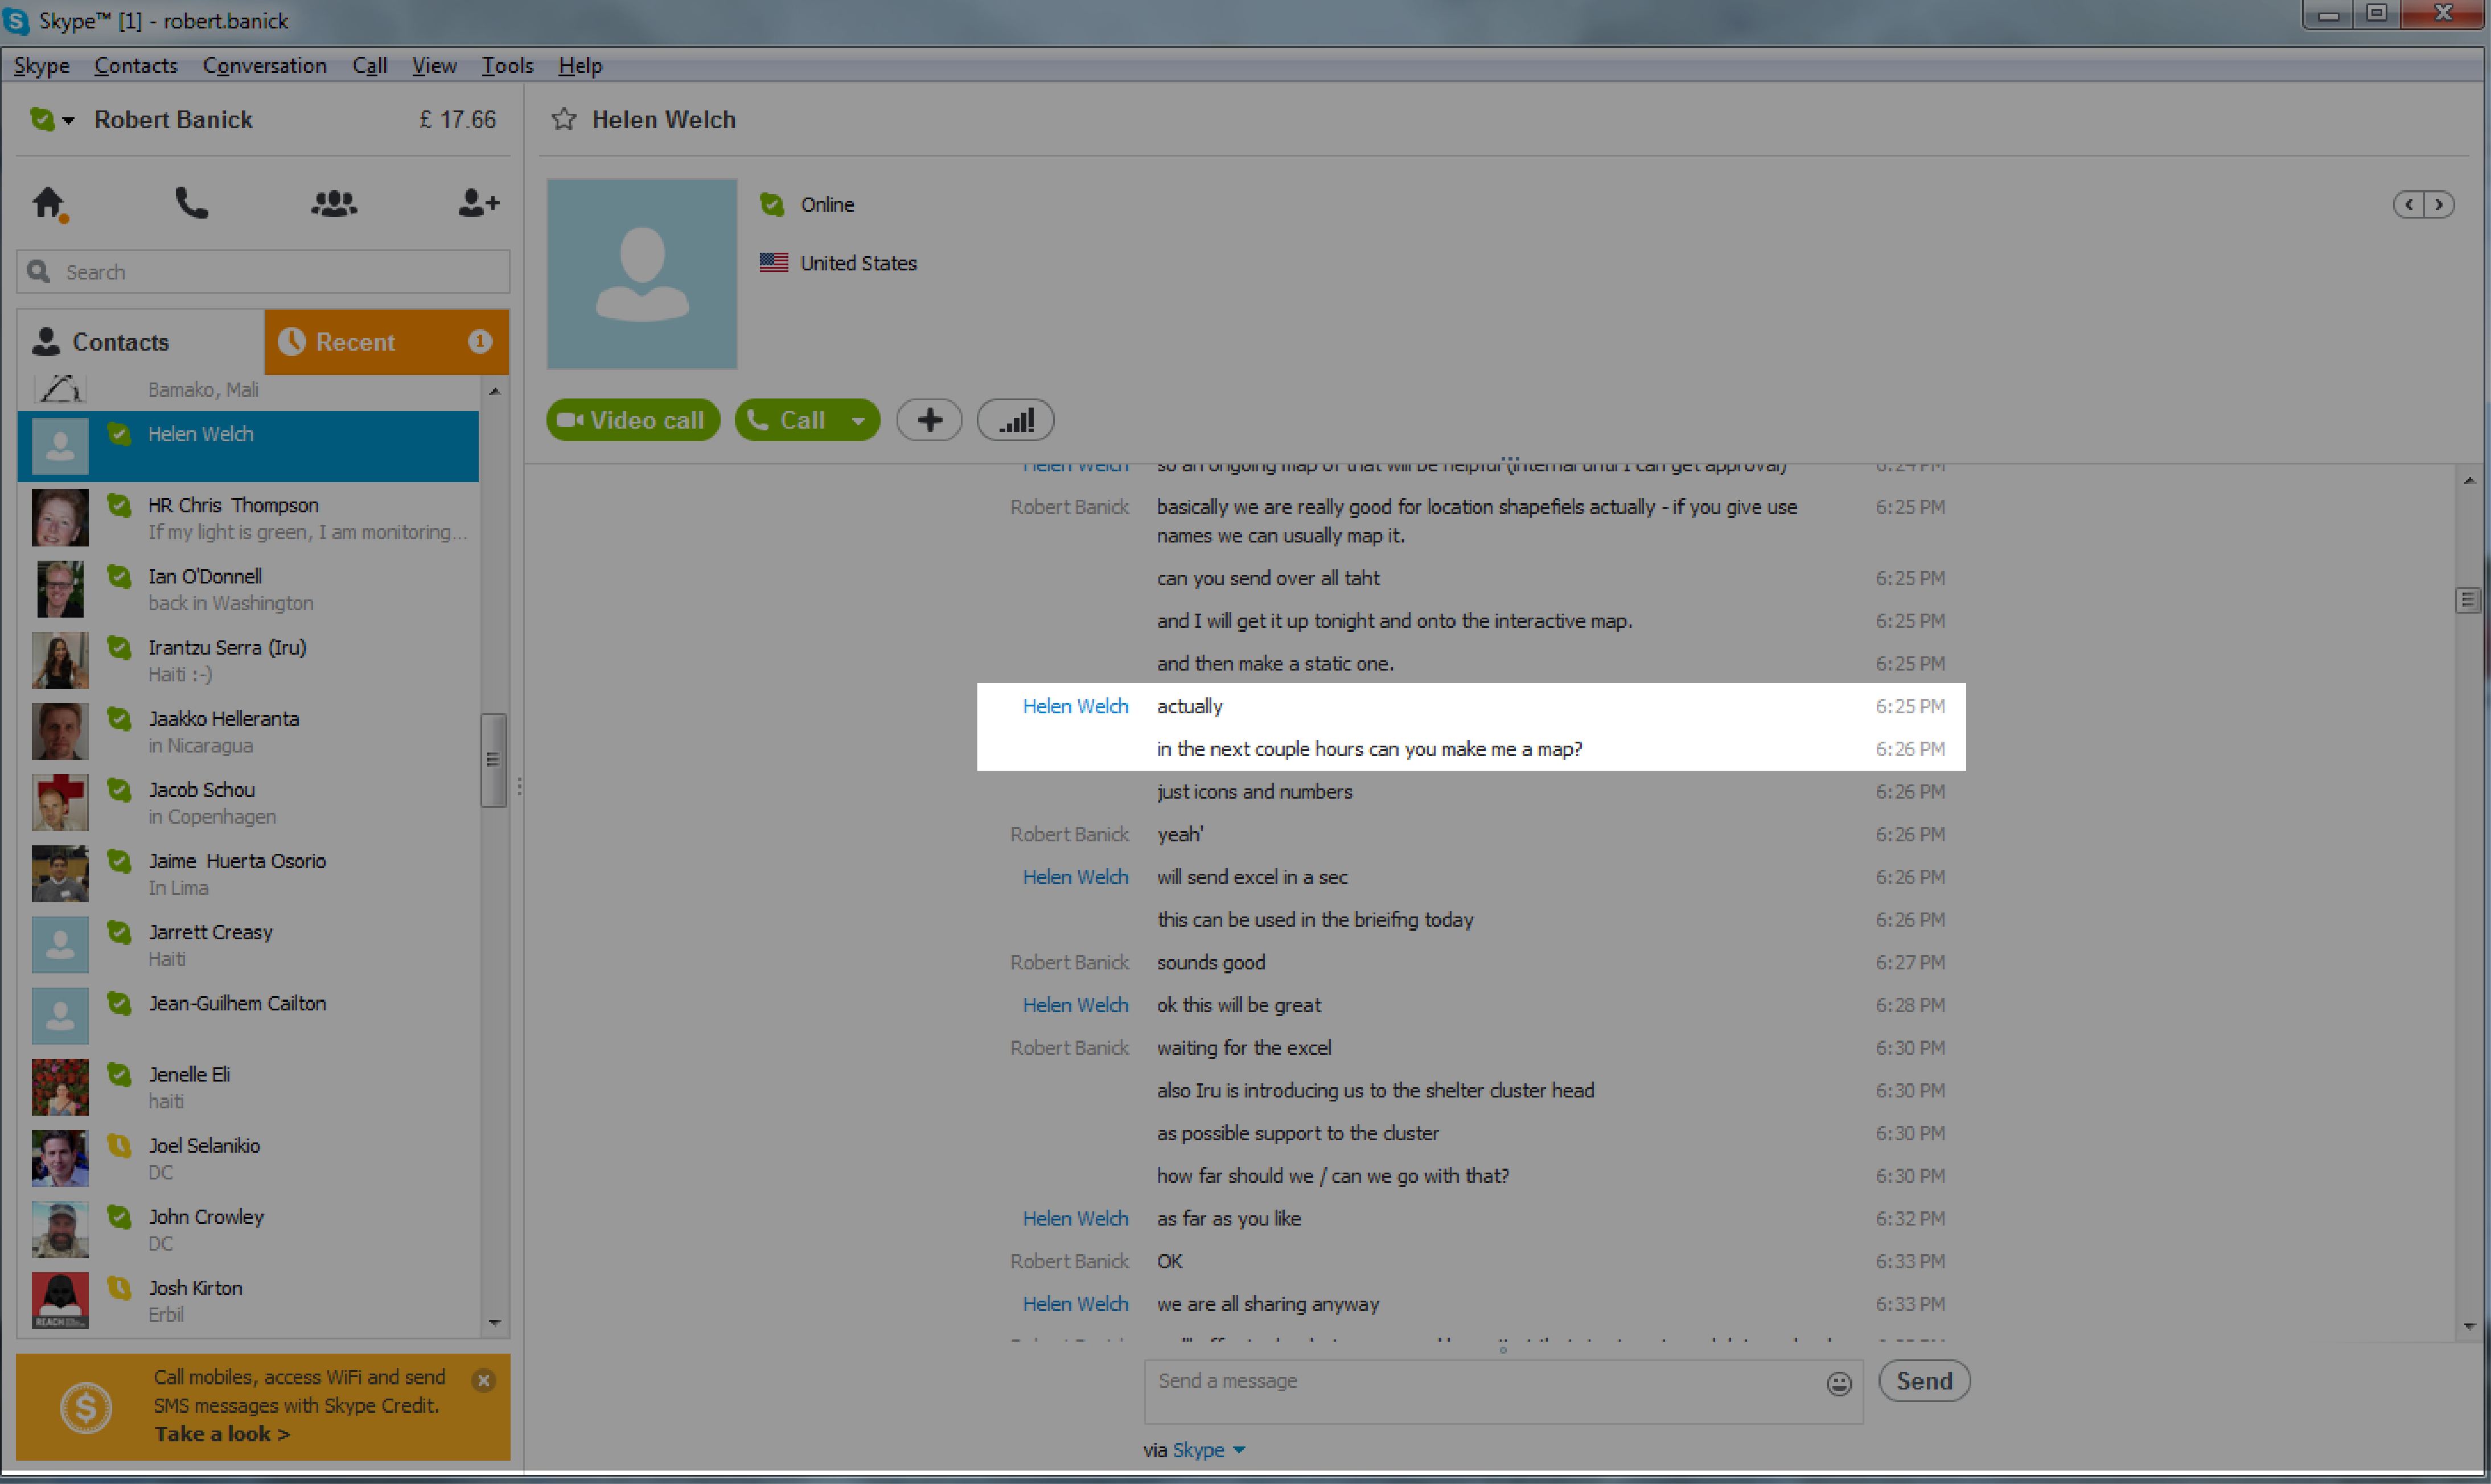 Skype™ [1] - robert.banick
Skype Contacts Conversation Call View Tools Help
Robert Banick £ 17.66
Search
Contacts Recent 1
Bamako, Mali
Helen Welch
HR Chris Thompson
If my light is green, I am monitoring...
Ian O'Donnell
back in Washington
Irantzu Serra (Iru)
Haiti :-)
Jaakko Helleranta
in Nicaragua
Jacob Schou
in Copenhagen
Jaime Huerta Osorio
In Lima
Jarrett Creasy
Haiti
Jean-Guilhem Cailton
Jenelle Eli
haiti
Joel Selanikio
DC
John Crowley
DC
Josh Kirton
Erbil
REACH
Call mobiles, access WiFi and send
SMS messages with Skype Credit.
Take a look >
Helen Welch
Online
United States
Video call Call
Helen Welch so an ongoing map of that will be helpful (internal until I can get approval) 6:24 PM
Robert Banick basically we are really good for location shapefiels actually - if you give use 6:25 PM
names we can usually map it.
can you send over all taht 6:25 PM
and I will get it up tonight and onto the interactive map. 6:25 PM
and then make a static one. 6:25 PM
Helen Welch actually 6:25 PM
in the next couple hours can you make me a map? 6:26 PM
just icons and numbers 6:26 PM
Robert Banick yeah' 6:26 PM
Helen Welch will send excel in a sec 6:26 PM
this can be used in the brieifng today 6:26 PM
Robert Banick sounds good 6:27 PM
Helen Welch ok this will be great 6:28 PM
Robert Banick waiting for the excel 6:30 PM
also Iru is introducing us to the shelter cluster head 6:30 PM
as possible support to the cluster 6:30 PM
how far should we / can we go with that? 6:30 PM
Helen Welch as far as you like 6:32 PM
Robert Banick OK 6:33 PM
Helen Welch we are all sharing anyway 6:33 PM
Send a message Send
via Skype